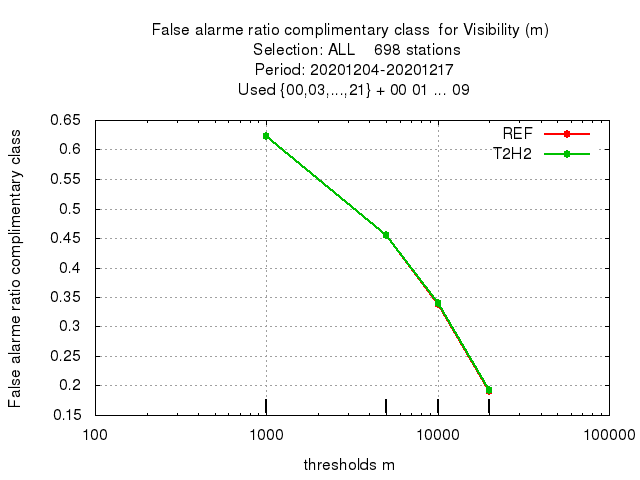 False alarme ratio complimentary class for Visibility (m)
Selection: ALL 698 stations
Period: 20201204-20201217
Used {00,03,...,21} + 00 01 ... 09
REF
T2H2
False alarme ratio complimentary class
0.65
0.6
0.55
0.5
0.45
0.4
0.35
0.3
0.25
0.2
0.15
100
1000
10000
100000
thresholds m